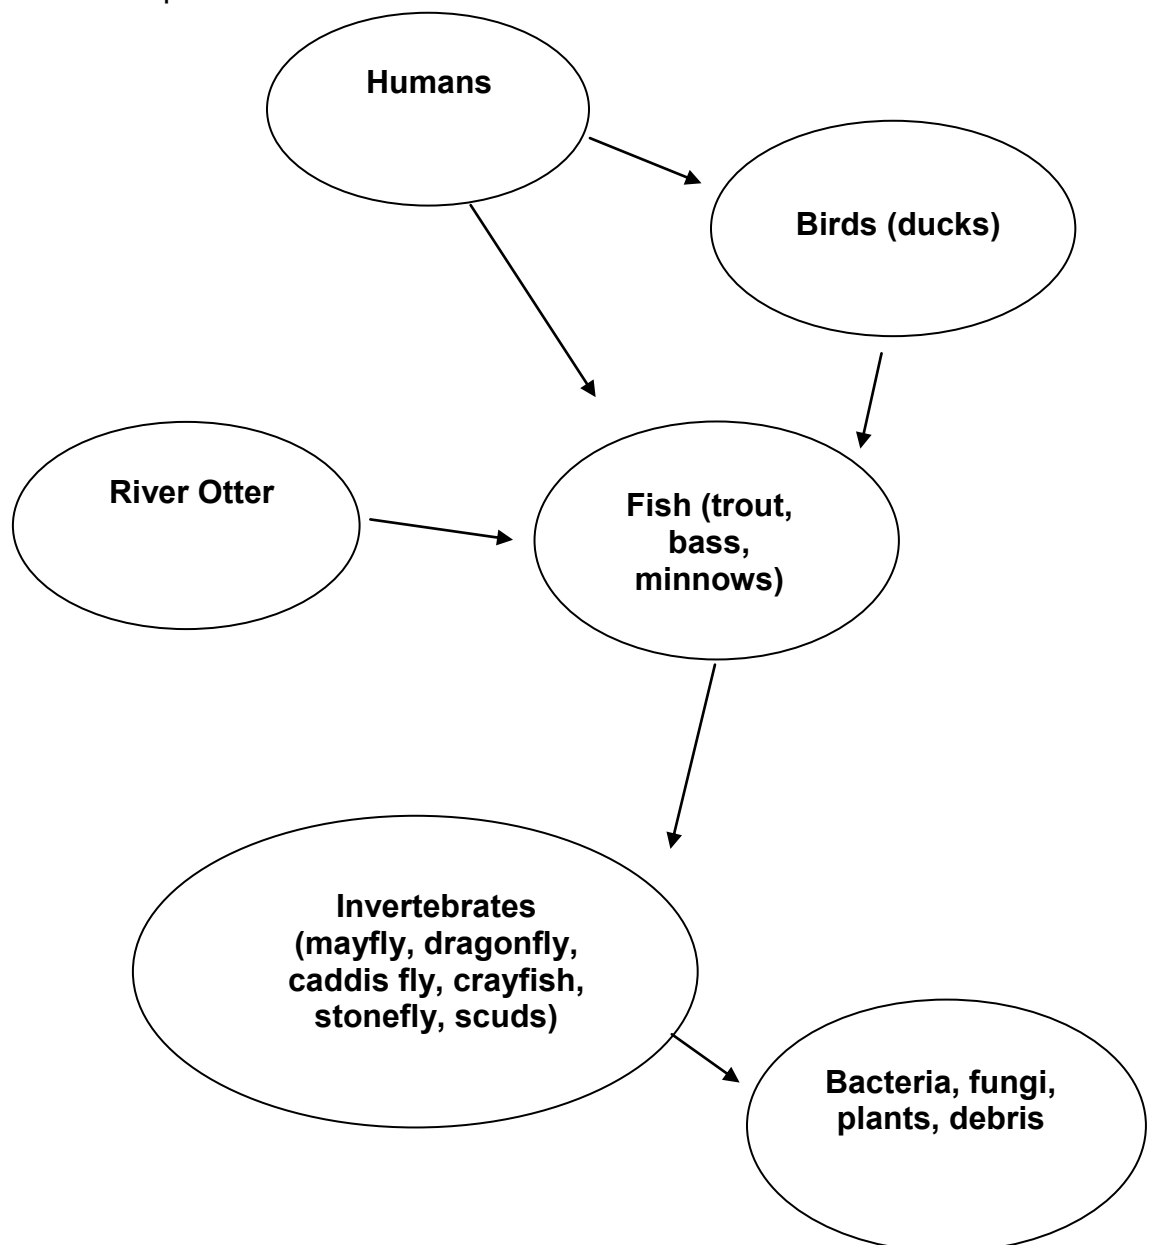 Humans
Birds (ducks)
River Otter
Fish (trout,
bass,
minnows)
Invertebrates
(mayfly, dragonfly,
caddis fly, crayfish,
stonefly, scuds)
Bacteria, fungi,
plants, debris